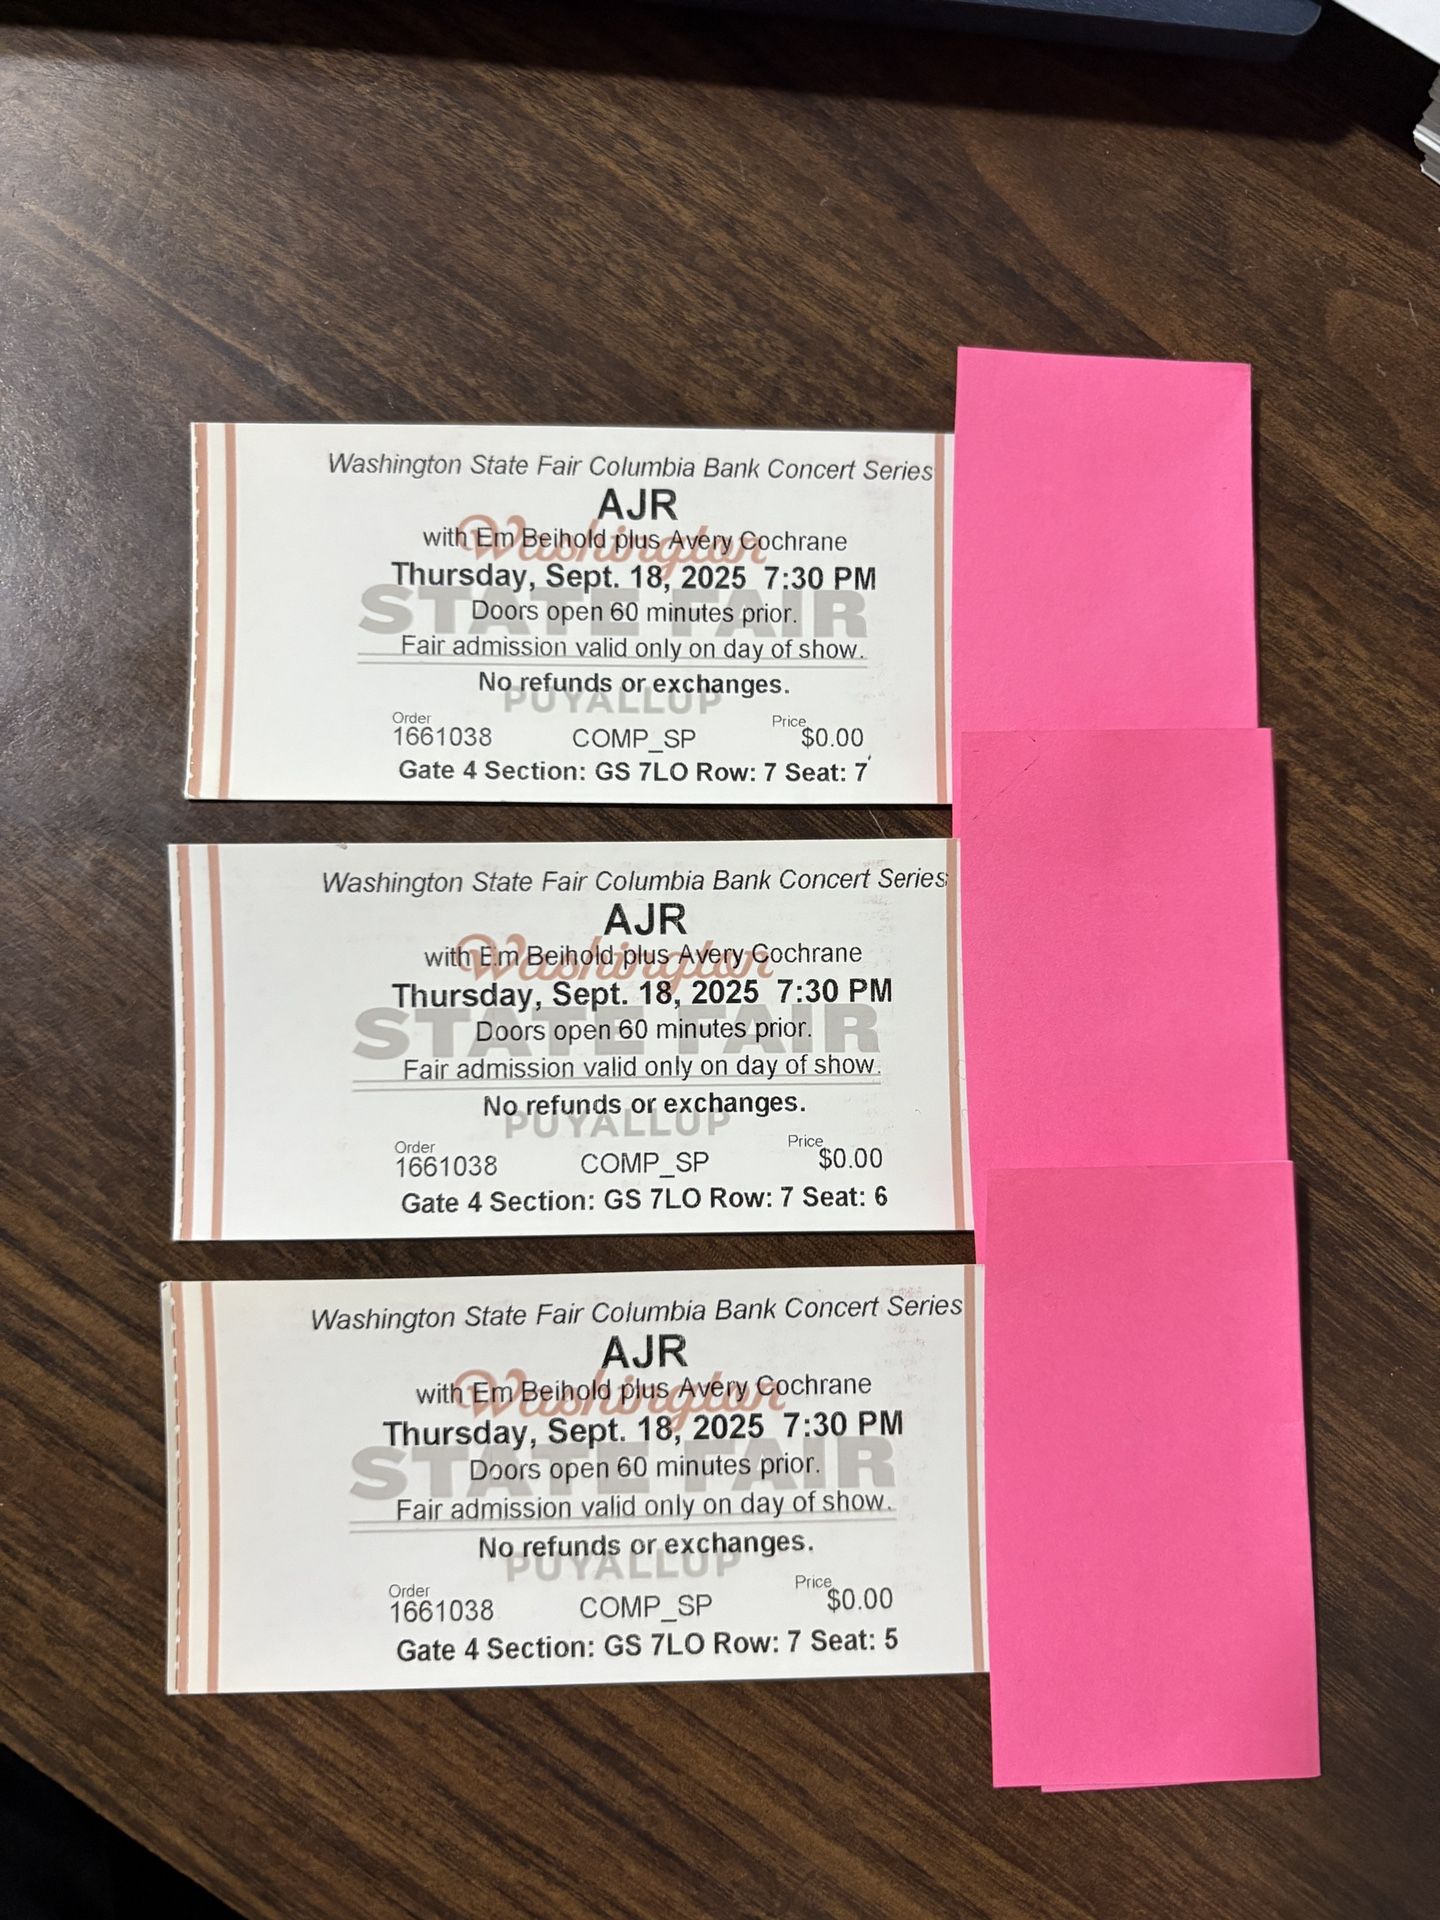 Washington State Fair Columbia Bank Concert Series
AJR
with Em Beihold plus Avery Cochrane
Washington
Thursday, Sept. 18, 2025 7:30 PM
STATE FAIR
Doors open 60 minutes prior.
Fair admission valid only on day of show.
No refunds or exchanges.
PUYALLUP
Order Price
1661038 COMP_SP $0.00
Gate 4 Section: GS 7LO Row: 7 Seat: 7
Washington State Fair Columbia Bank Concert Series
AJR
with Em Beihold plus Avery Cochrane
Washington
Thursday, Sept. 18, 2025 7:30 PM
STATE FAIR
Doors open 60 minutes prior.
Fair admission valid only on day of show.
No refunds or exchanges.
PUYALLUP
Order Price
1661038 COMP_SP $0.00
Gate 4 Section: GS 7LO Row: 7 Seat: 6
Washington State Fair Columbia Bank Concert Series
AJR
with Em Beihold plus Avery Cochrane
Washington
Thursday, Sept. 18, 2025 7:30 PM
STATE FAIR
Doors open 60 minutes prior.
Fair admission valid only on day of show.
No refunds or exchanges.
PUYALLUP
Order Price
1661038 COMP_SP $0.00
Gate 4 Section: GS 7LO Row: 7 Seat: 5